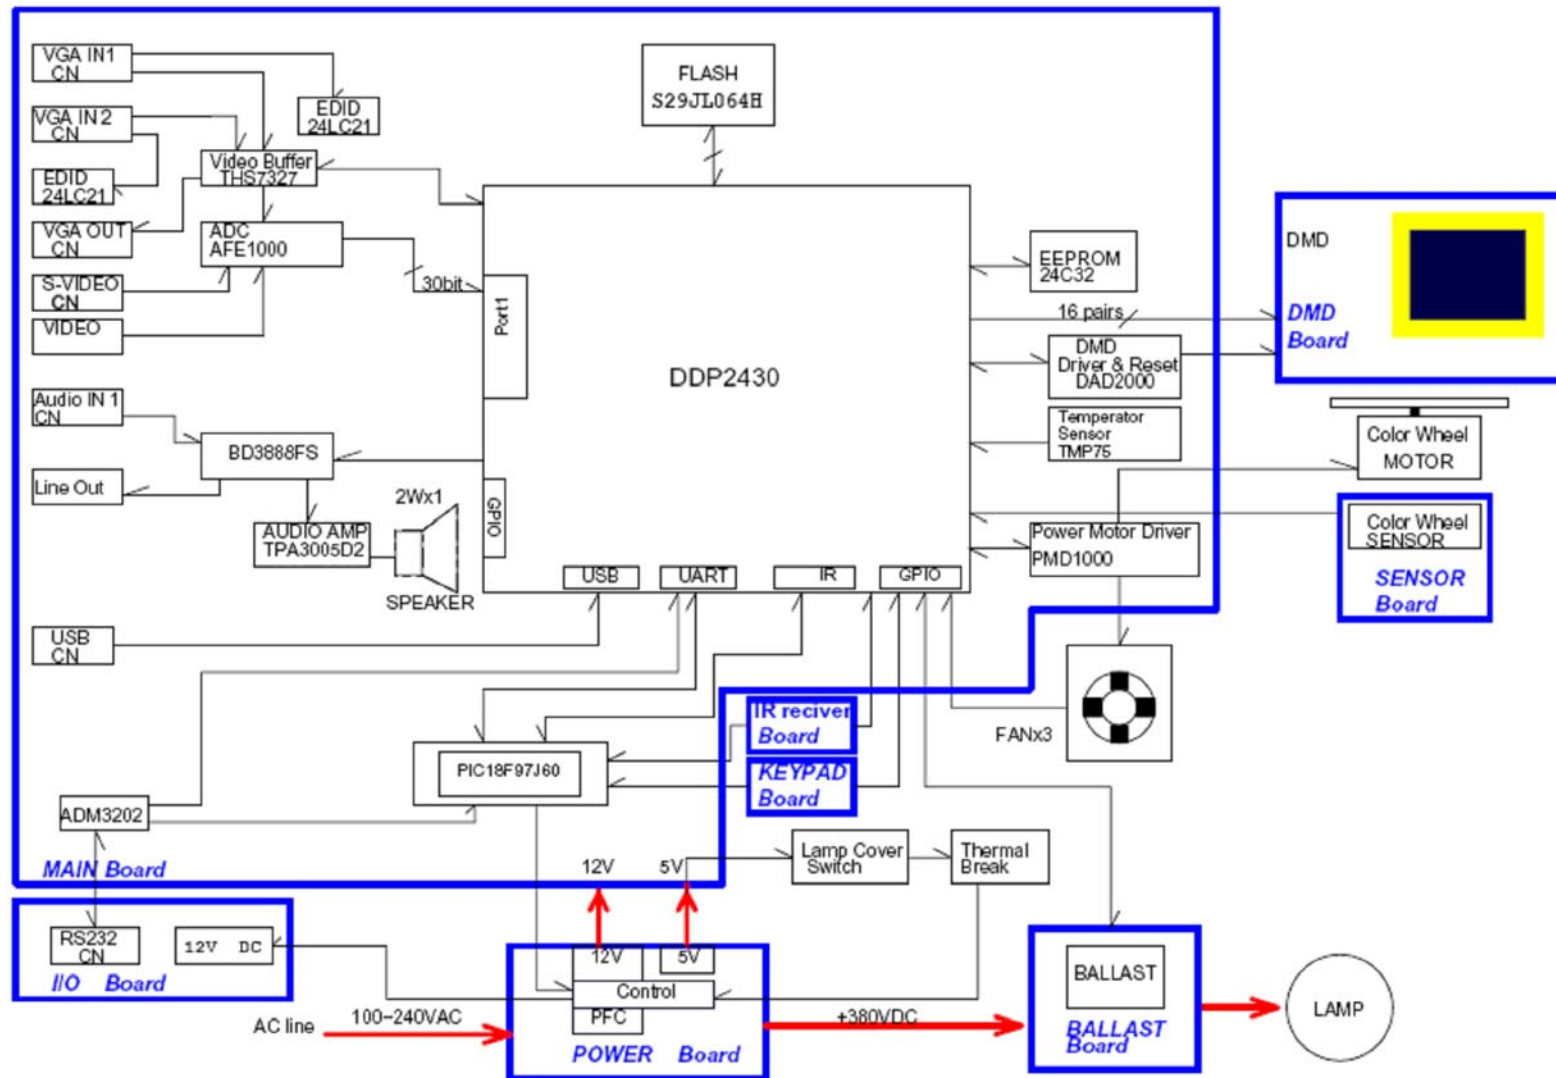 VGA IN1
CN
EDID
24LC21
VGA IN 2
CN
EDID
24LC21
Video Buffer
THS7327
VGA OUT
CN
ADC
AFE1000
S-VIDEO
CN
VIDEO
30bit
Port1
FLASH
S29JL064H
DDP2430
EEPROM
24C32
16 pairs
DMD
Driver & Reset
DAD2000
Temperator
Sensor
TMP75
DMD
DMD
Board
Color Wheel
MOTOR
Color Wheel
SENSOR
SENSOR
Board
Power Motor Driver
PMD1000
Audio IN 1
CN
BD3888FS
Line Out
AUDIO AMP
TPA3005D2
2Wx1
SPEAKER
GPIO
USB
UART
IR
GPIO
USB
CN
FANx3
IR reciver
Board
KEYPAD
Board
PIC18F97J60
ADM3202
MAIN Board
12V
5V
Lamp Cover
Switch
Thermal
Break
RS232
CN
12V DC
I/O Board
12V
5V
Control
PFC
POWER Board
AC line
100-240VAC
+380VDC
BALLAST
BALLAST
Board
LAMP